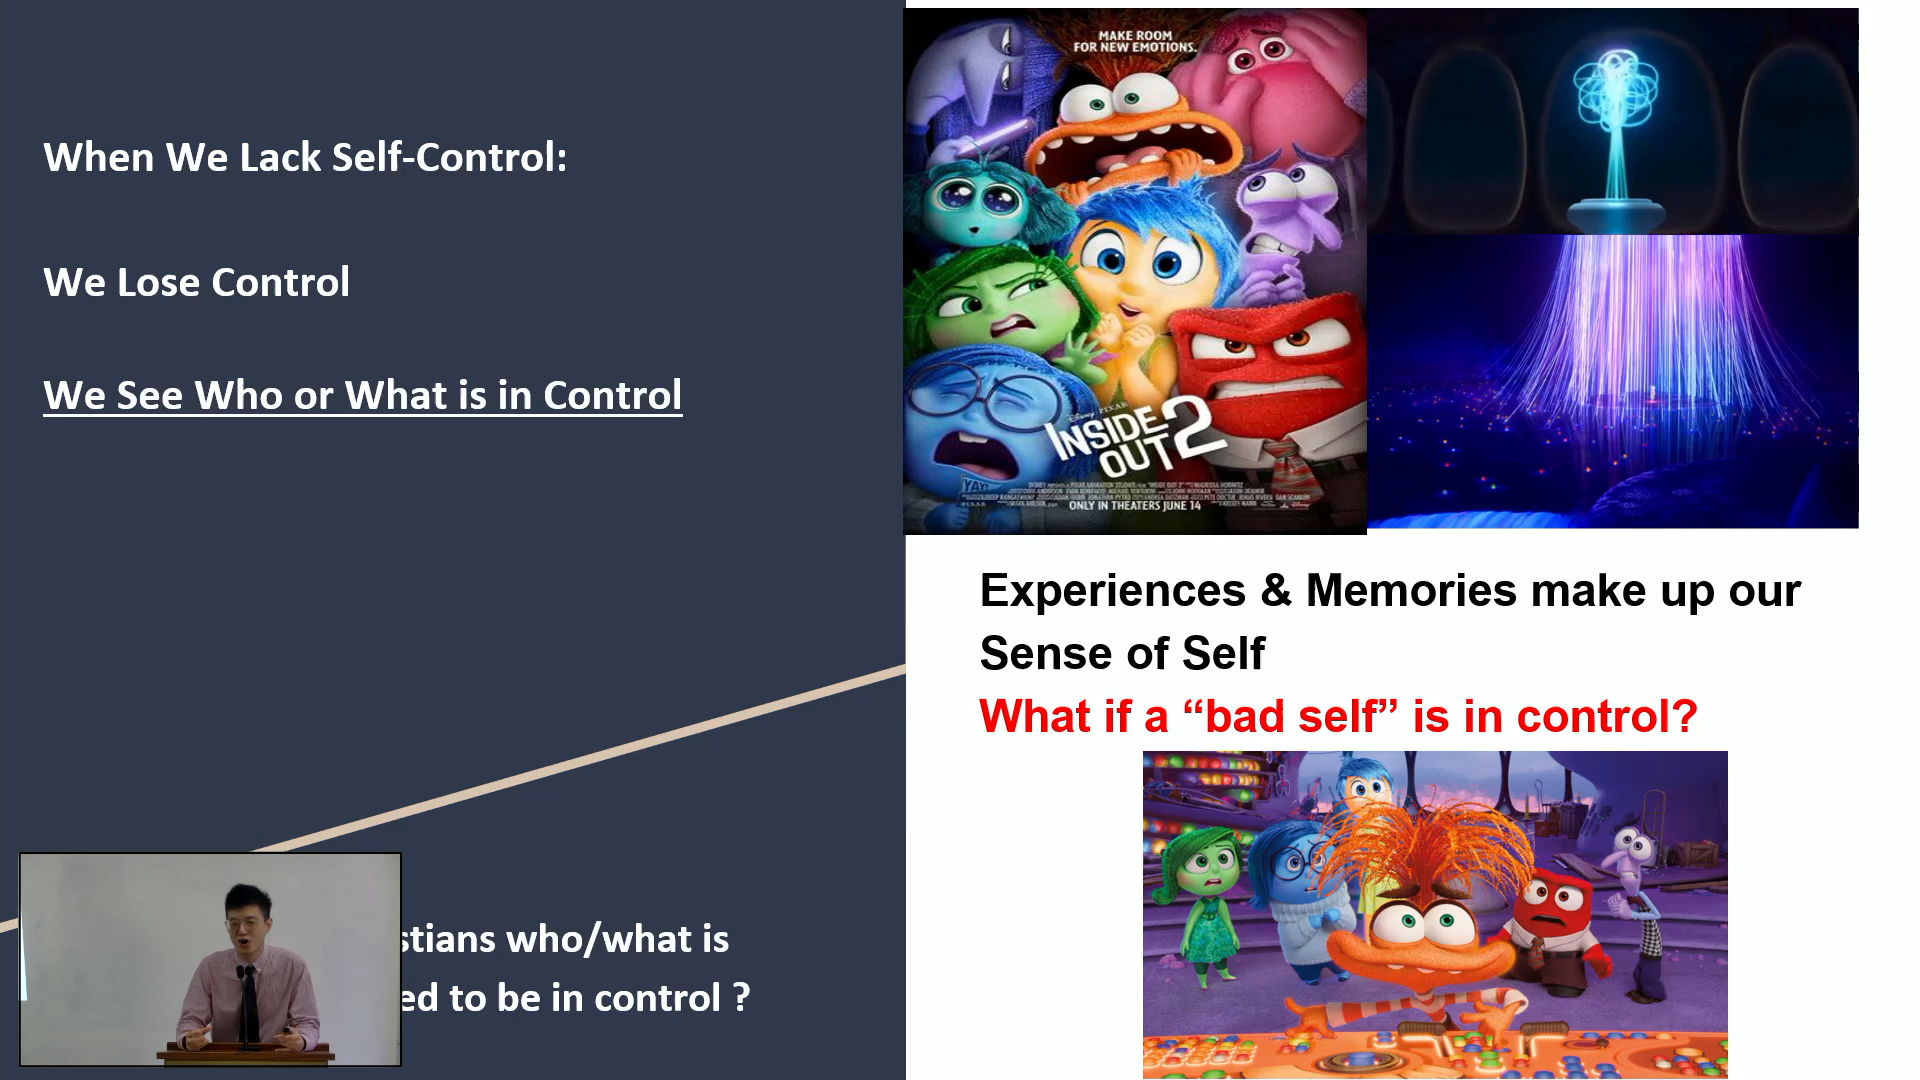 When We Lack Self-Control:
We Lose Control
We See Who or What is in Control
stians who/what is
ed to be in control ?
MAKE ROOM
FOR NEW EMOTIONS.
Disney PIXAR
INSIDE
OUT 2
ONLY IN THEATERS JUNE 14
Experiences & Memories make up our
Sense of Self
What if a “bad self” is in control?